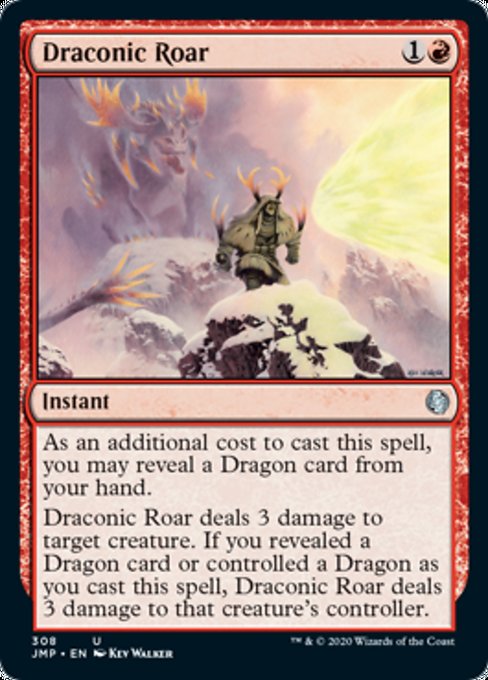 Draconic Roar 1
Instant
As an additional cost to cast this spell,
you may reveal a Dragon card from
your hand.
Draconic Roar deals 3 damage to
target creature. If you revealed a
Dragon card or controlled a Dragon as
you cast this spell, Draconic Roar deals
3 damage to that creature's controller.
308 U ™ & © 2020 Wizards of the Coast
JMP • EN Kev Walker